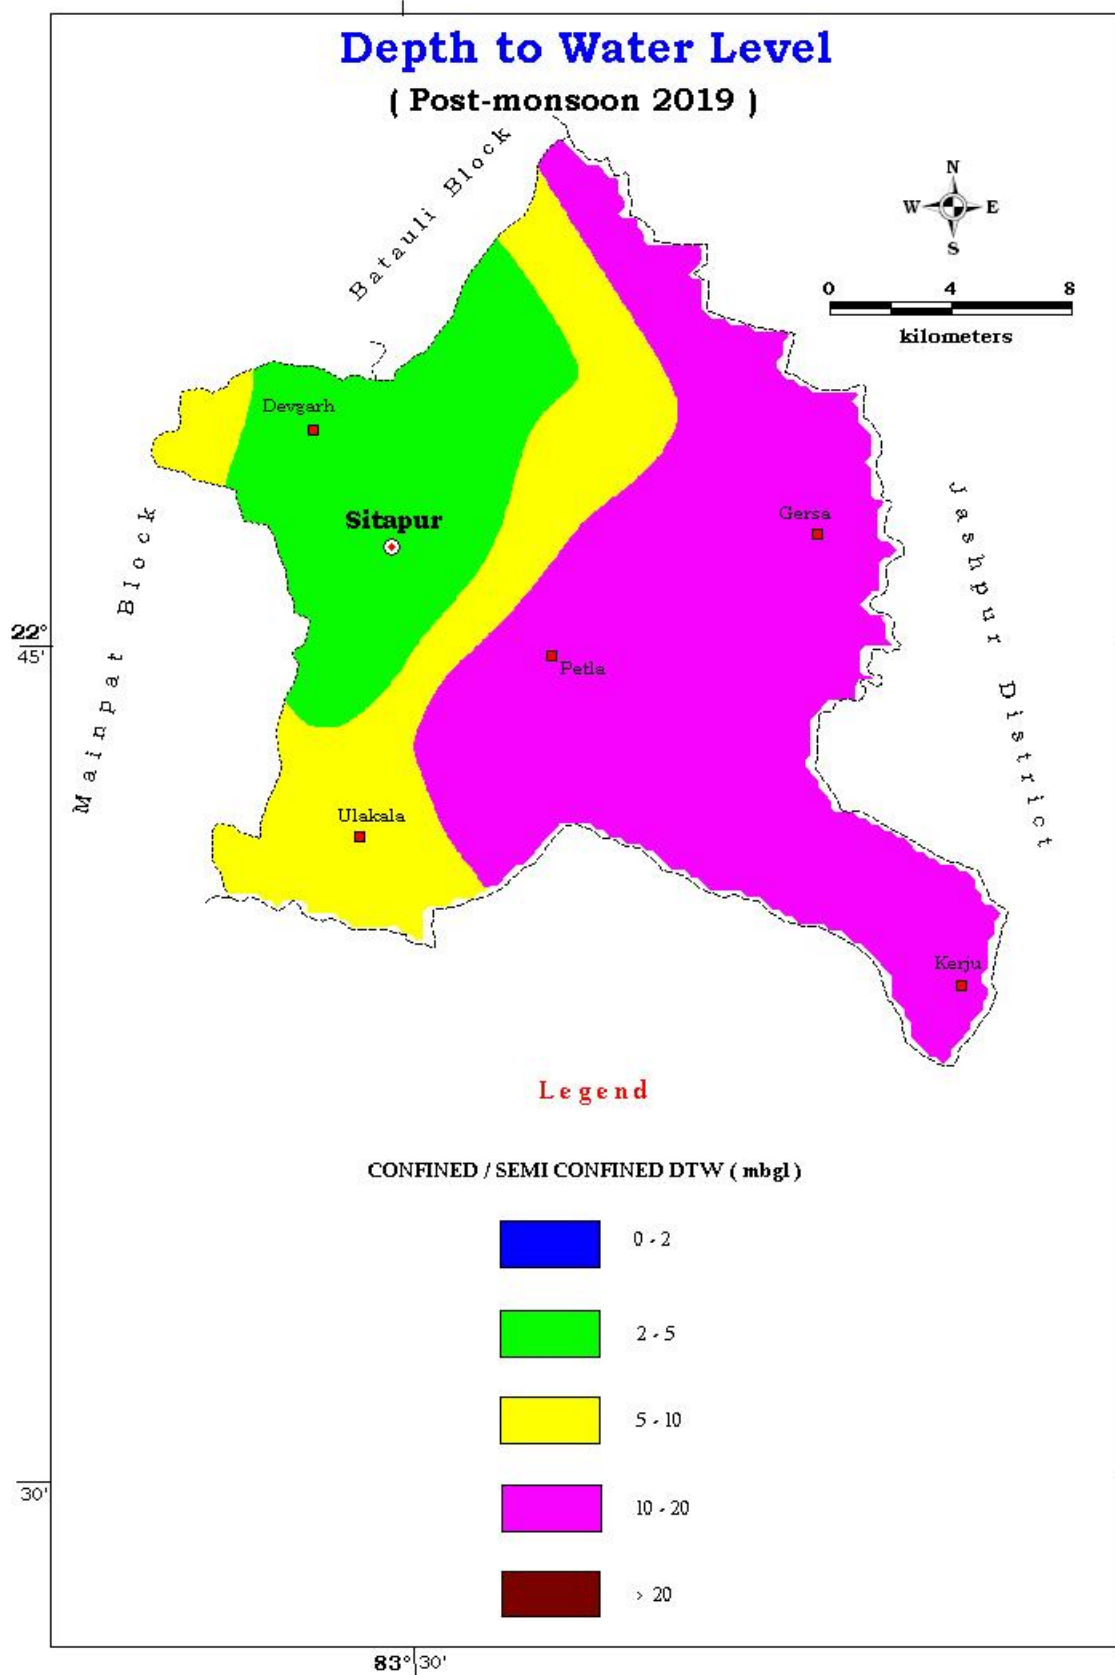 Depth to Water Level
( Post-monsoon 2019 )
Batauli Block
N
W E
S
0 4 8
kilometers
Devgarh
Sitapur
Gersa
Mainpat Block
Jashpur District
22°
45'
Petla
Ulakala
Kerju
Legend
CONFINED / SEMI CONFINED DTW ( mbgl )
0 - 2
2 - 5
5 - 10
10 - 20
> 20
30'
83° 30'